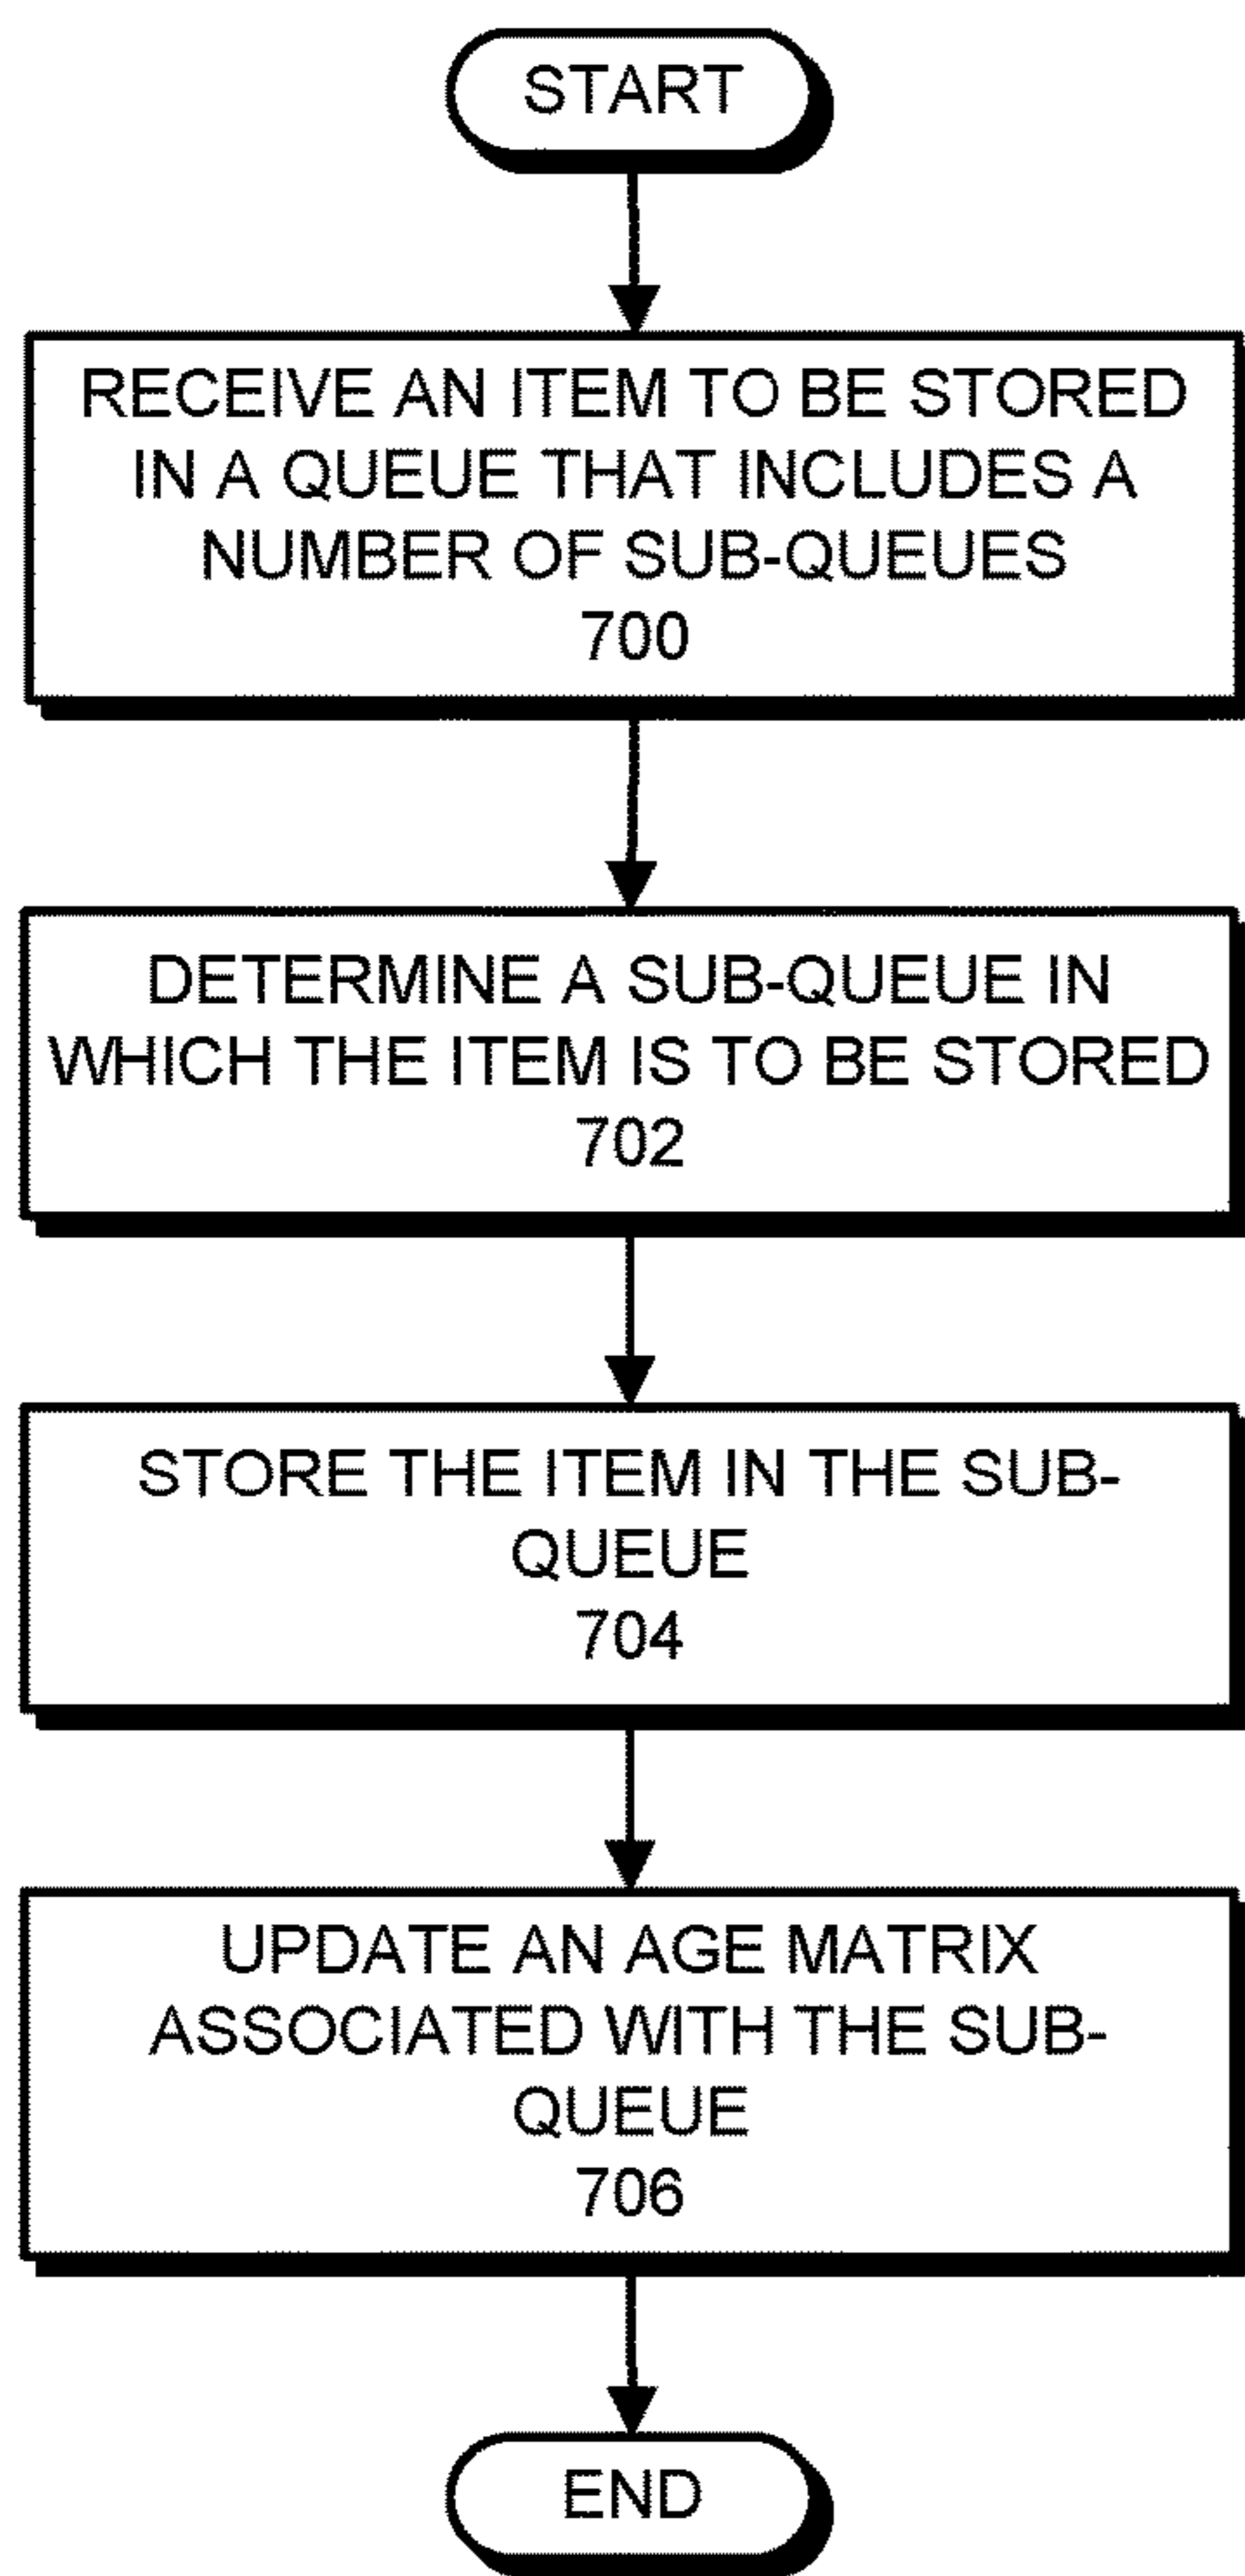 START
RECEIVE AN ITEM TO BE STORED
IN A QUEUE THAT INCLUDES A
NUMBER OF SUB-QUEUES
700
DETERMINE A SUB-QUEUE IN
WHICH THE ITEM IS TO BE STORED
702
STORE THE ITEM IN THE SUB-
QUEUE
704
UPDATE AN AGE MATRIX
ASSOCIATED WITH THE SUB-
QUEUE
706
END